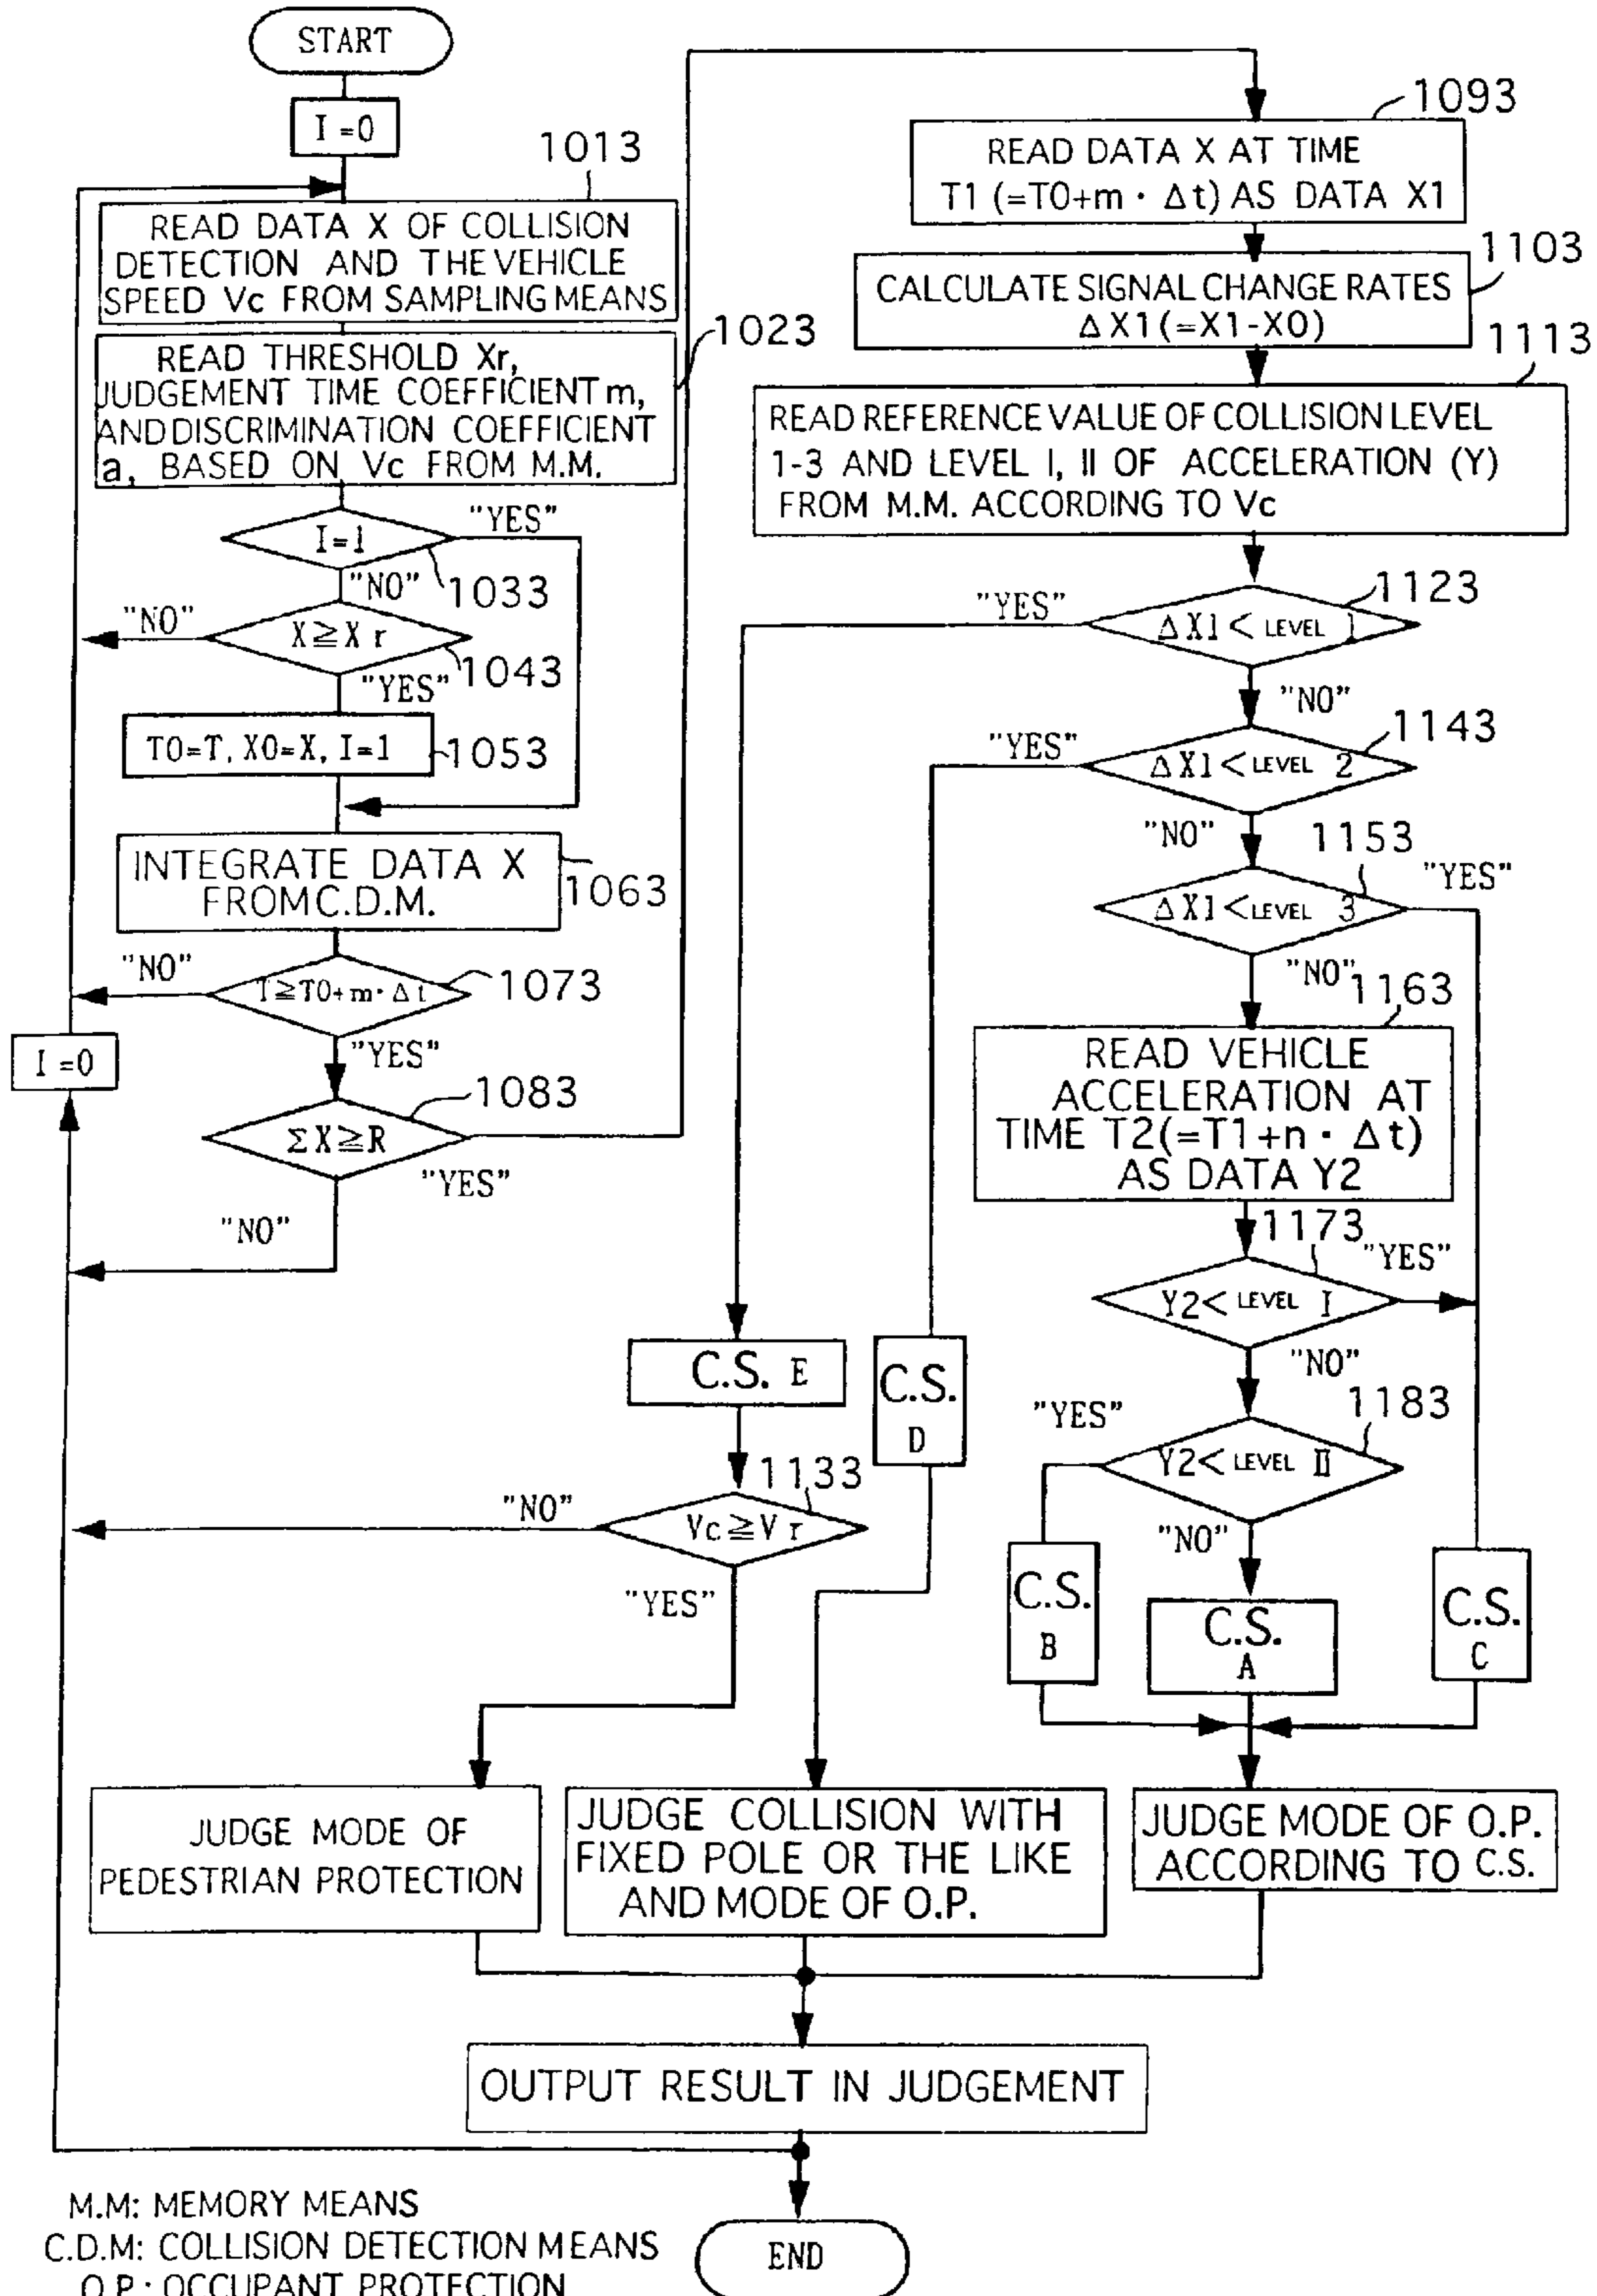 START
I=0
1013
READ DATA X OF COLLISION
DETECTION AND THE VEHICLE
SPEED Vc FROM SAMPLING MEANS
1023
READ THRESHOLD Xr,
JUDGEMENT TIME COEFFICIENT m,
AND DISCRIMINATION COEFFICIENT
a, BASED ON Vc FROM M.M.
I=1
"YES"
1033
"NO"
X≧Xr
"NO"
1043
"YES"
T0=T, X0=X, I=1
1053
INTEGRATE DATA X
FROM C.D.M.
1063
"NO"
T≧T0+m·Δt
1073
I=0
"YES"
1083
ΣX≧R
"YES"
"NO"
1093
READ DATA X AT TIME
T1 (=T0+m·Δt) AS DATA X1
1103
CALCULATE SIGNAL CHANGE RATES
ΔX1(=X1-X0)
1113
READ REFERENCE VALUE OF COLLISION LEVEL
1-3 AND LEVEL I, II OF ACCELERATION (Y)
FROM M.M. ACCORDING TO Vc
1123
"YES"
ΔX1< LEVEL 1
"NO"
1143
"YES"
ΔX1< LEVEL 2
"NO"
1153
"YES"
ΔX1< LEVEL 3
"NO"
1163
READ VEHICLE
ACCELERATION AT
TIME T2(=T1+n·Δt)
AS DATA Y2
1173
"YES"
Y2< LEVEL I
"NO"
1183
"YES"
Y2< LEVEL II
"NO"
C.S. E
C.S.
D
1133
"NO"
Vc≧Vr
"YES"
C.S.
B
C.S.
A
C.S.
C
JUDGE MODE OF
PEDESTRIAN PROTECTION
JUDGE COLLISION WITH
FIXED POLE OR THE LIKE
AND MODE OF O.P.
JUDGE MODE OF O.P.
ACCORDING TO C.S.
OUTPUT RESULT IN JUDGEMENT
END
M.M: MEMORY MEANS
C.D.M: COLLISION DETECTION MEANS
O.P.: OCCUPANT PROTECTION